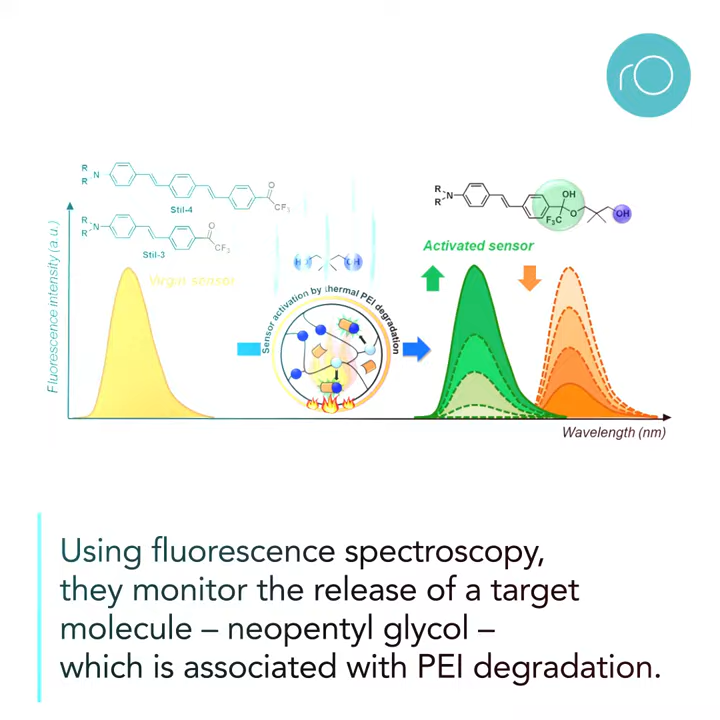 ro
R
R
N
O
CF₃
Stil-4
R
R
N
O
CF₃
Stil-3
Virgin sensor
Fluorescence intensity (a.u.)
HO
OH
Sensor activation by thermal PEI degradation
R
R
N
OH
F₃C
O
OH
Activated sensor
Wavelength (nm)
Using fluorescence spectroscopy,
they monitor the release of a target
molecule – neopentyl glycol –
which is associated with PEI degradation.